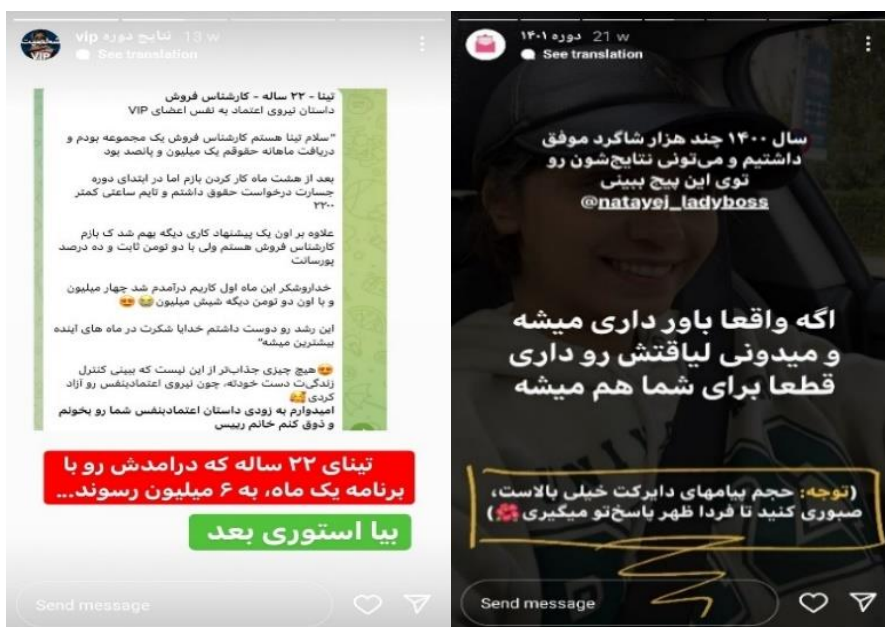 نتایج دوره vip 13 w
See translation
شخصیت
VIP
تینا - ۲۲ ساله - کارشناس فروش
داستان نیروی اعتماد به نفس اعضای VIP
"سلام تینا هستم کارشناس فروش یک مجموعه بودم و
دریافت ماهانه حقوقم یک میلیون و پانصد بود
بعد از هشت ماه کار کردن بازم اما در ابتدای دوره
جسارت درخواست حقوق داشتم و تایم ساعتی کمتر
۲۲۰۰
علاوه بر اون یک پیشنهاد کاری دیگه بهم شد ک بازم
کارشناس فروش هستم ولی با دو تومن ثابت و ده درصد
پورسانت
خداروشکر این ماه اول کاریم درآمدم شد چهار میلیون
و با اون دو تومن دیگه شیش میلیون😭😍
این رشد رو دوست داشتم خدایا شکرت در ماه های آینده
بیشترین میشه"
😍هیچ چیزی جذاب‌تر از این نیست که ببینی کنترل
زندگی‌ت دست خودته، چون نیروی اعتمادبنفس رو آزاد
کردی🥰
امیدوارم به زودی داستان اعتمادبنفس شما رو بخونم
و ذوق کنم خانم رییس
تینای ۲۲ ساله که درامدش رو با
برنامه یک ماه، به ۶ میلیون رسوند...
بیا استوری بعد
Send message
دوره ۱۴۰۱ 21 w
See translation
سال ۱۴۰۰ چند هزار شاگرد موفق
داشتیم و می‌تونی نتایج‌شون رو
توی این پیج ببینی
@natayej_ladyboss
اگه واقعا باور داری میشه
و میدونی لیاقتش رو داری
قطعا برای شما هم میشه
(توجه: حجم پیامهای دایرکت خیلی بالاست،
صبوری کنید تا فردا ظهر پاسخ‌تو میگیری🌺)
Send message